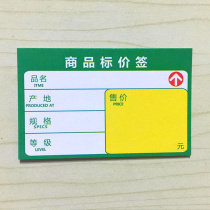 商品标价签
品名
ITME
产地
PRODUCED AT
售价
PRICE
规格
SPECS
等级
LEVEL
元